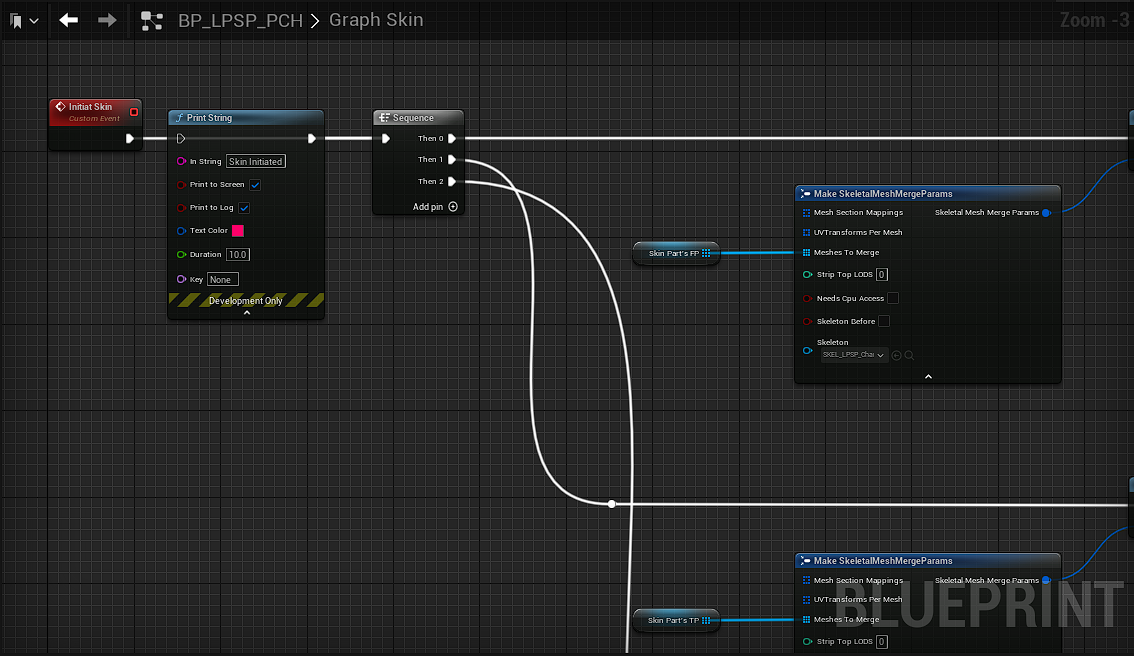 BP_LPSP_PCH > Graph Skin
Zoom -3
Initiat Skin
Custom Event
Print String
In String Skin Initiated
Print to Screen
Print to Log
Text Color
Duration 10.0
Key None
Development Only
Sequence
Then 0
Then 1
Then 2
Add pin
Skin Part's FP
Make SkeletalMeshMergeParams
Mesh Section Mappings Skeletal Mesh Merge Params
UVTransforms Per Mesh
Meshes To Merge
Strip Top LODS 0
Needs Cpu Access
Skeleton Before
Skeleton
SKEL_LPSP_Cha
Skin Part's TP
Make SkeletalMeshMergeParams
Mesh Section Mappings Skeletal Mesh Merge Params
UVTransforms Per Mesh
Meshes To Merge
Strip Top LODS 0
BLUEPRINT